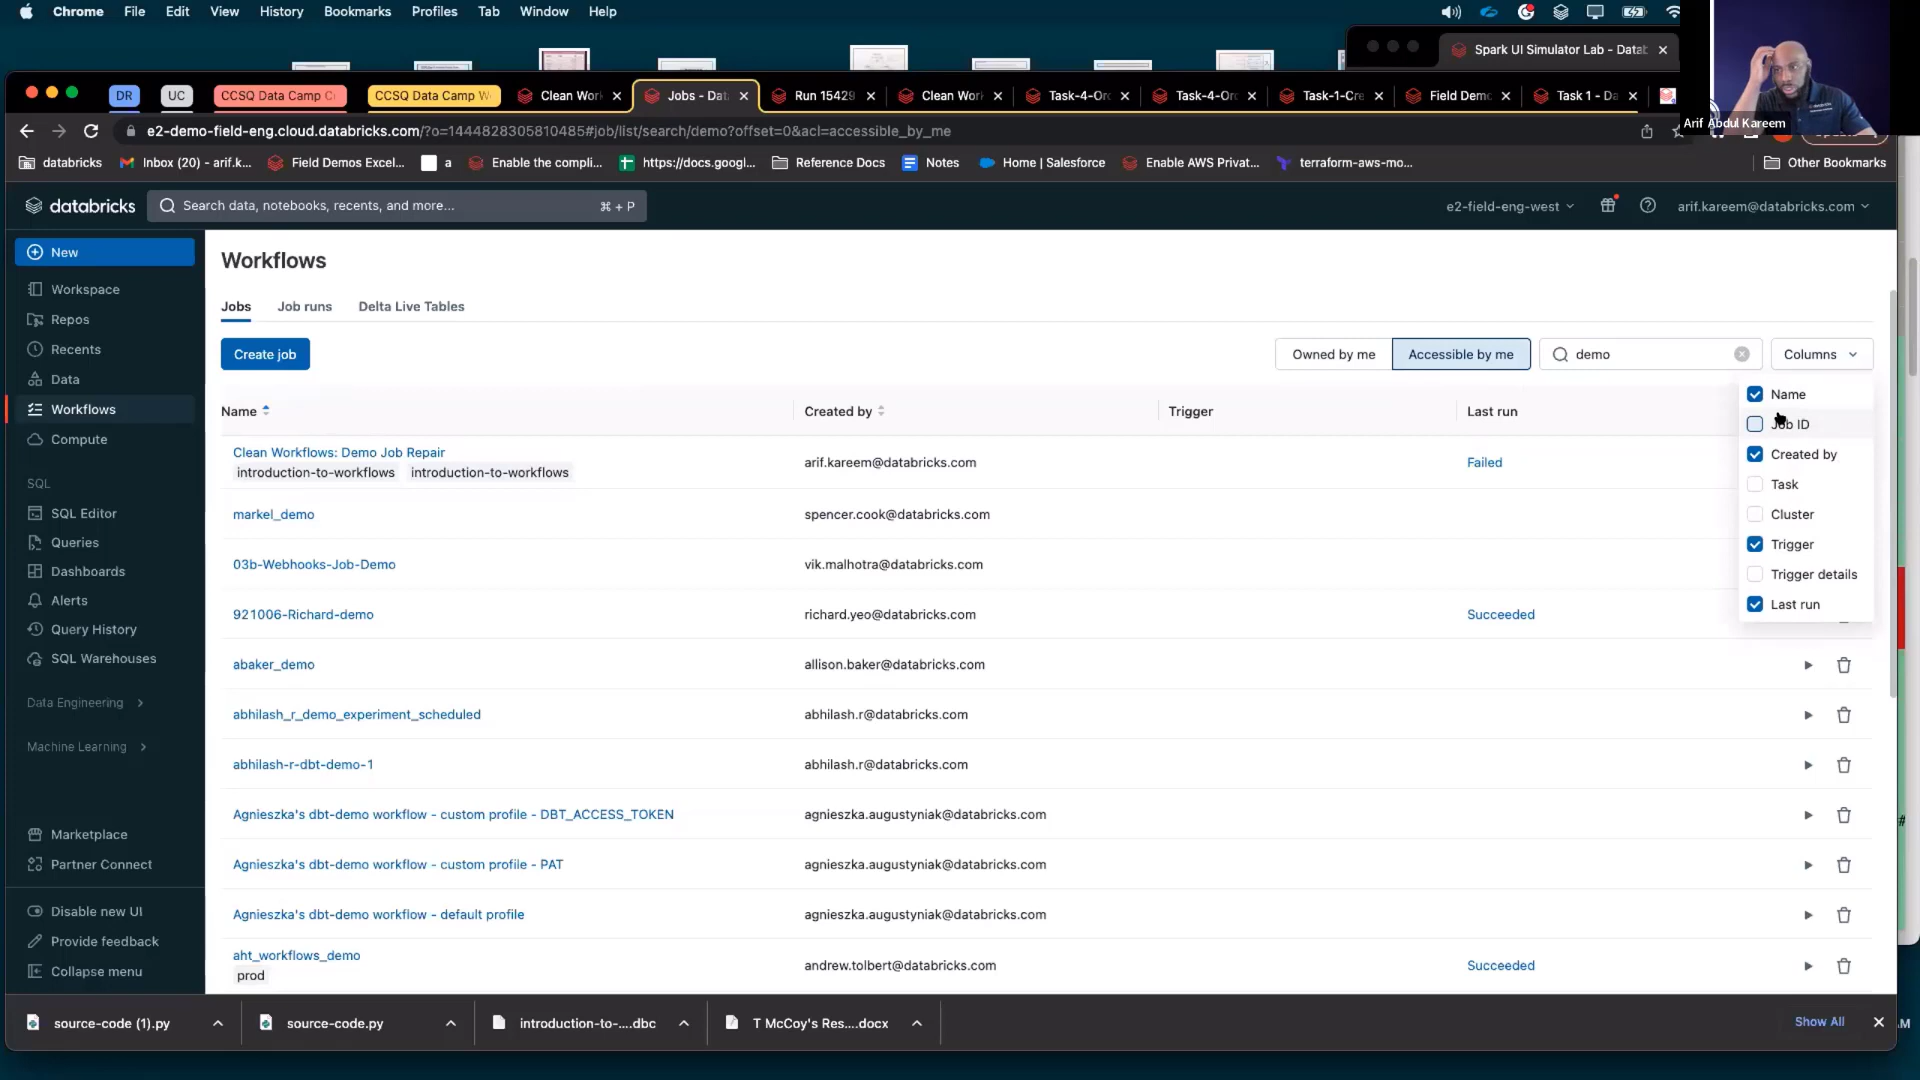 Chrome File Edit View History Bookmarks Profiles Tab Window Help
Spark UI Simulator Lab - Datab
DR UC CCSQ Data Camp C CCSQ Data Camp W Clean Work Jobs - Dat Run 15429 Clean Work Task-4-Or Task-4-Or Task-1-Cre Field Demo Task 1 - Da
Arif Abdul Kareem
e2-demo-field-eng.cloud.databricks.com/?o=1444828305810485#job/list/search/demo?offset=0&acl=accessible_by_me
databricks Inbox (20) - arif.k... Field Demos Excel... a Enable the compli... https://docs.googl... Reference Docs Notes Home | Salesforce Enable AWS Privat... terraform-aws-mo... Other Bookmarks
databricks Search data, notebooks, recents, and more... ⌘ + P e2-field-eng-west arif.kareem@databricks.com
New
Workspace
Repos
Recents
Data
Workflows
Compute
SQL
SQL Editor
Queries
Dashboards
Alerts
Query History
SQL Warehouses
Data Engineering
Machine Learning
Marketplace
Partner Connect
Disable new UI
Provide feedback
Collapse menu
Workflows
Jobs Job runs Delta Live Tables
Create job Owned by me Accessible by me demo Columns
Name
Job ID
Created by
Task
Cluster
Trigger
Trigger details
Last run
Name Created by Trigger Last run
Clean Workflows: Demo Job Repair
introduction-to-workflows introduction-to-workflows arif.kareem@databricks.com Failed
markel_demo spencer.cook@databricks.com
03b-Webhooks-Job-Demo vik.malhotra@databricks.com
921006-Richard-demo richard.yeo@databricks.com Succeeded
abaker_demo allison.baker@databricks.com
abhilash_r_demo_experiment_scheduled abhilash.r@databricks.com
abhilash-r-dbt-demo-1 abhilash.r@databricks.com
Agnieszka's dbt-demo workflow - custom profile - DBT_ACCESS_TOKEN agnieszka.augustyniak@databricks.com
Agnieszka's dbt-demo workflow - custom profile - PAT agnieszka.augustyniak@databricks.com
Agnieszka's dbt-demo workflow - default profile agnieszka.augustyniak@databricks.com
aht_workflows_demo
prod andrew.tolbert@databricks.com Succeeded
source-code (1).py source-code.py introduction-to-....dbc T McCoy's Res....docx Show All